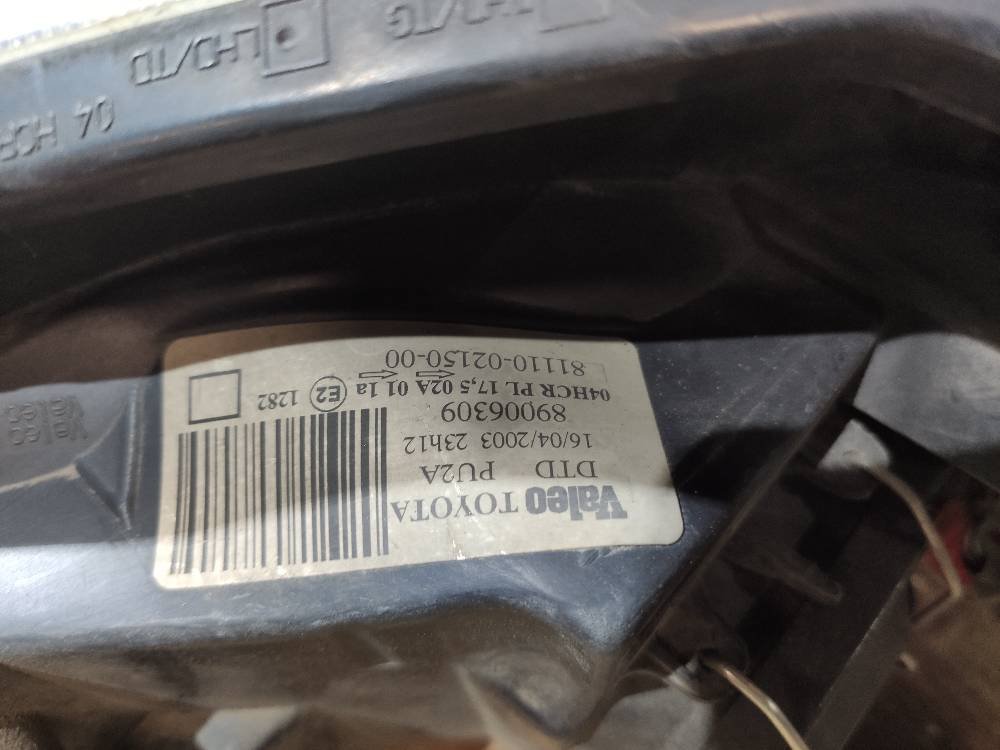 Valeo TOYOTA
DTD PU2A
16/04/2003 23h12
89006309
04HCR PL 17,5 02A 01 1a E2 1282
81110-02150-00
LHD/TD
04 HCR
Valeo